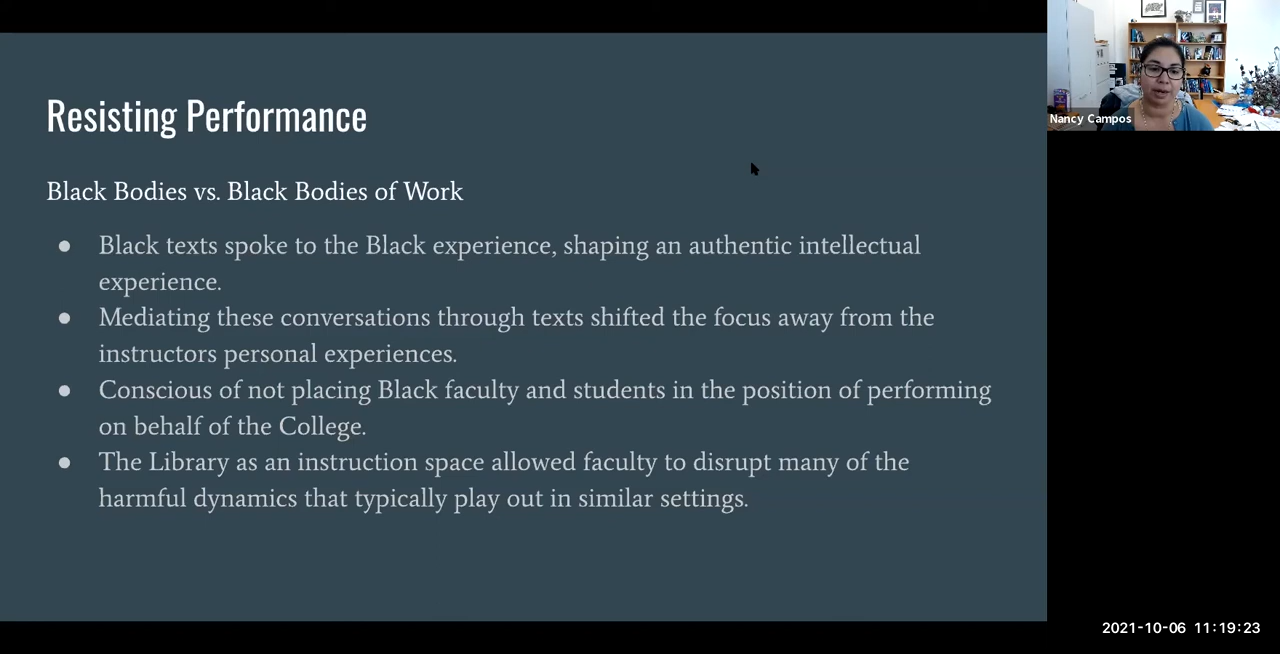 Resisting Performance
Black Bodies vs. Black Bodies of Work
● Black texts spoke to the Black experience, shaping an authentic intellectual
experience.
● Mediating these conversations through texts shifted the focus away from the
instructors personal experiences.
● Conscious of not placing Black faculty and students in the position of performing
on behalf of the College.
● The Library as an instruction space allowed faculty to disrupt many of the
harmful dynamics that typically play out in similar settings.
Nancy Campos
2021-10-06 11:19:23